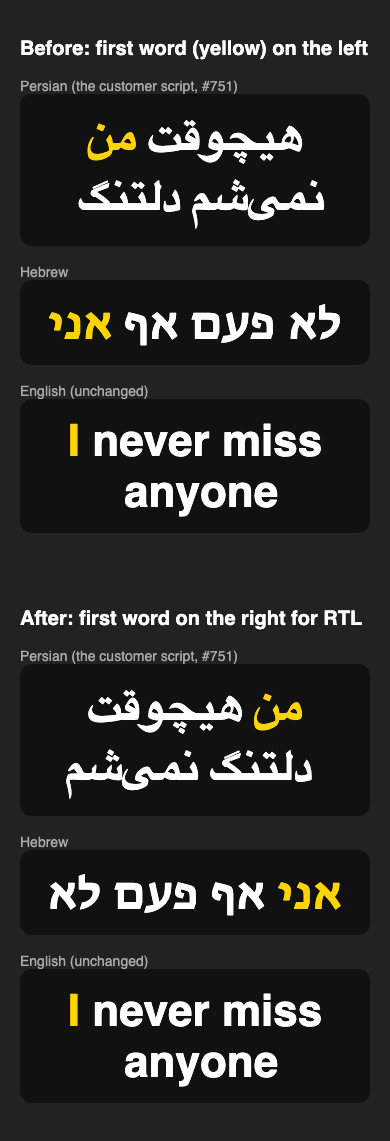 Before: first word (yellow) on the left
Persian (the customer script, #751)
هیچوقت من
نمی‌شم دلتنگ
Hebrew
לא פעם אף אני
English (unchanged)
I never miss
anyone
After: first word on the right for RTL
Persian (the customer script, #751)
من هیچوقت
دلتنگ نمی‌شم
Hebrew
אני אף פעם לא
English (unchanged)
I never miss
anyone